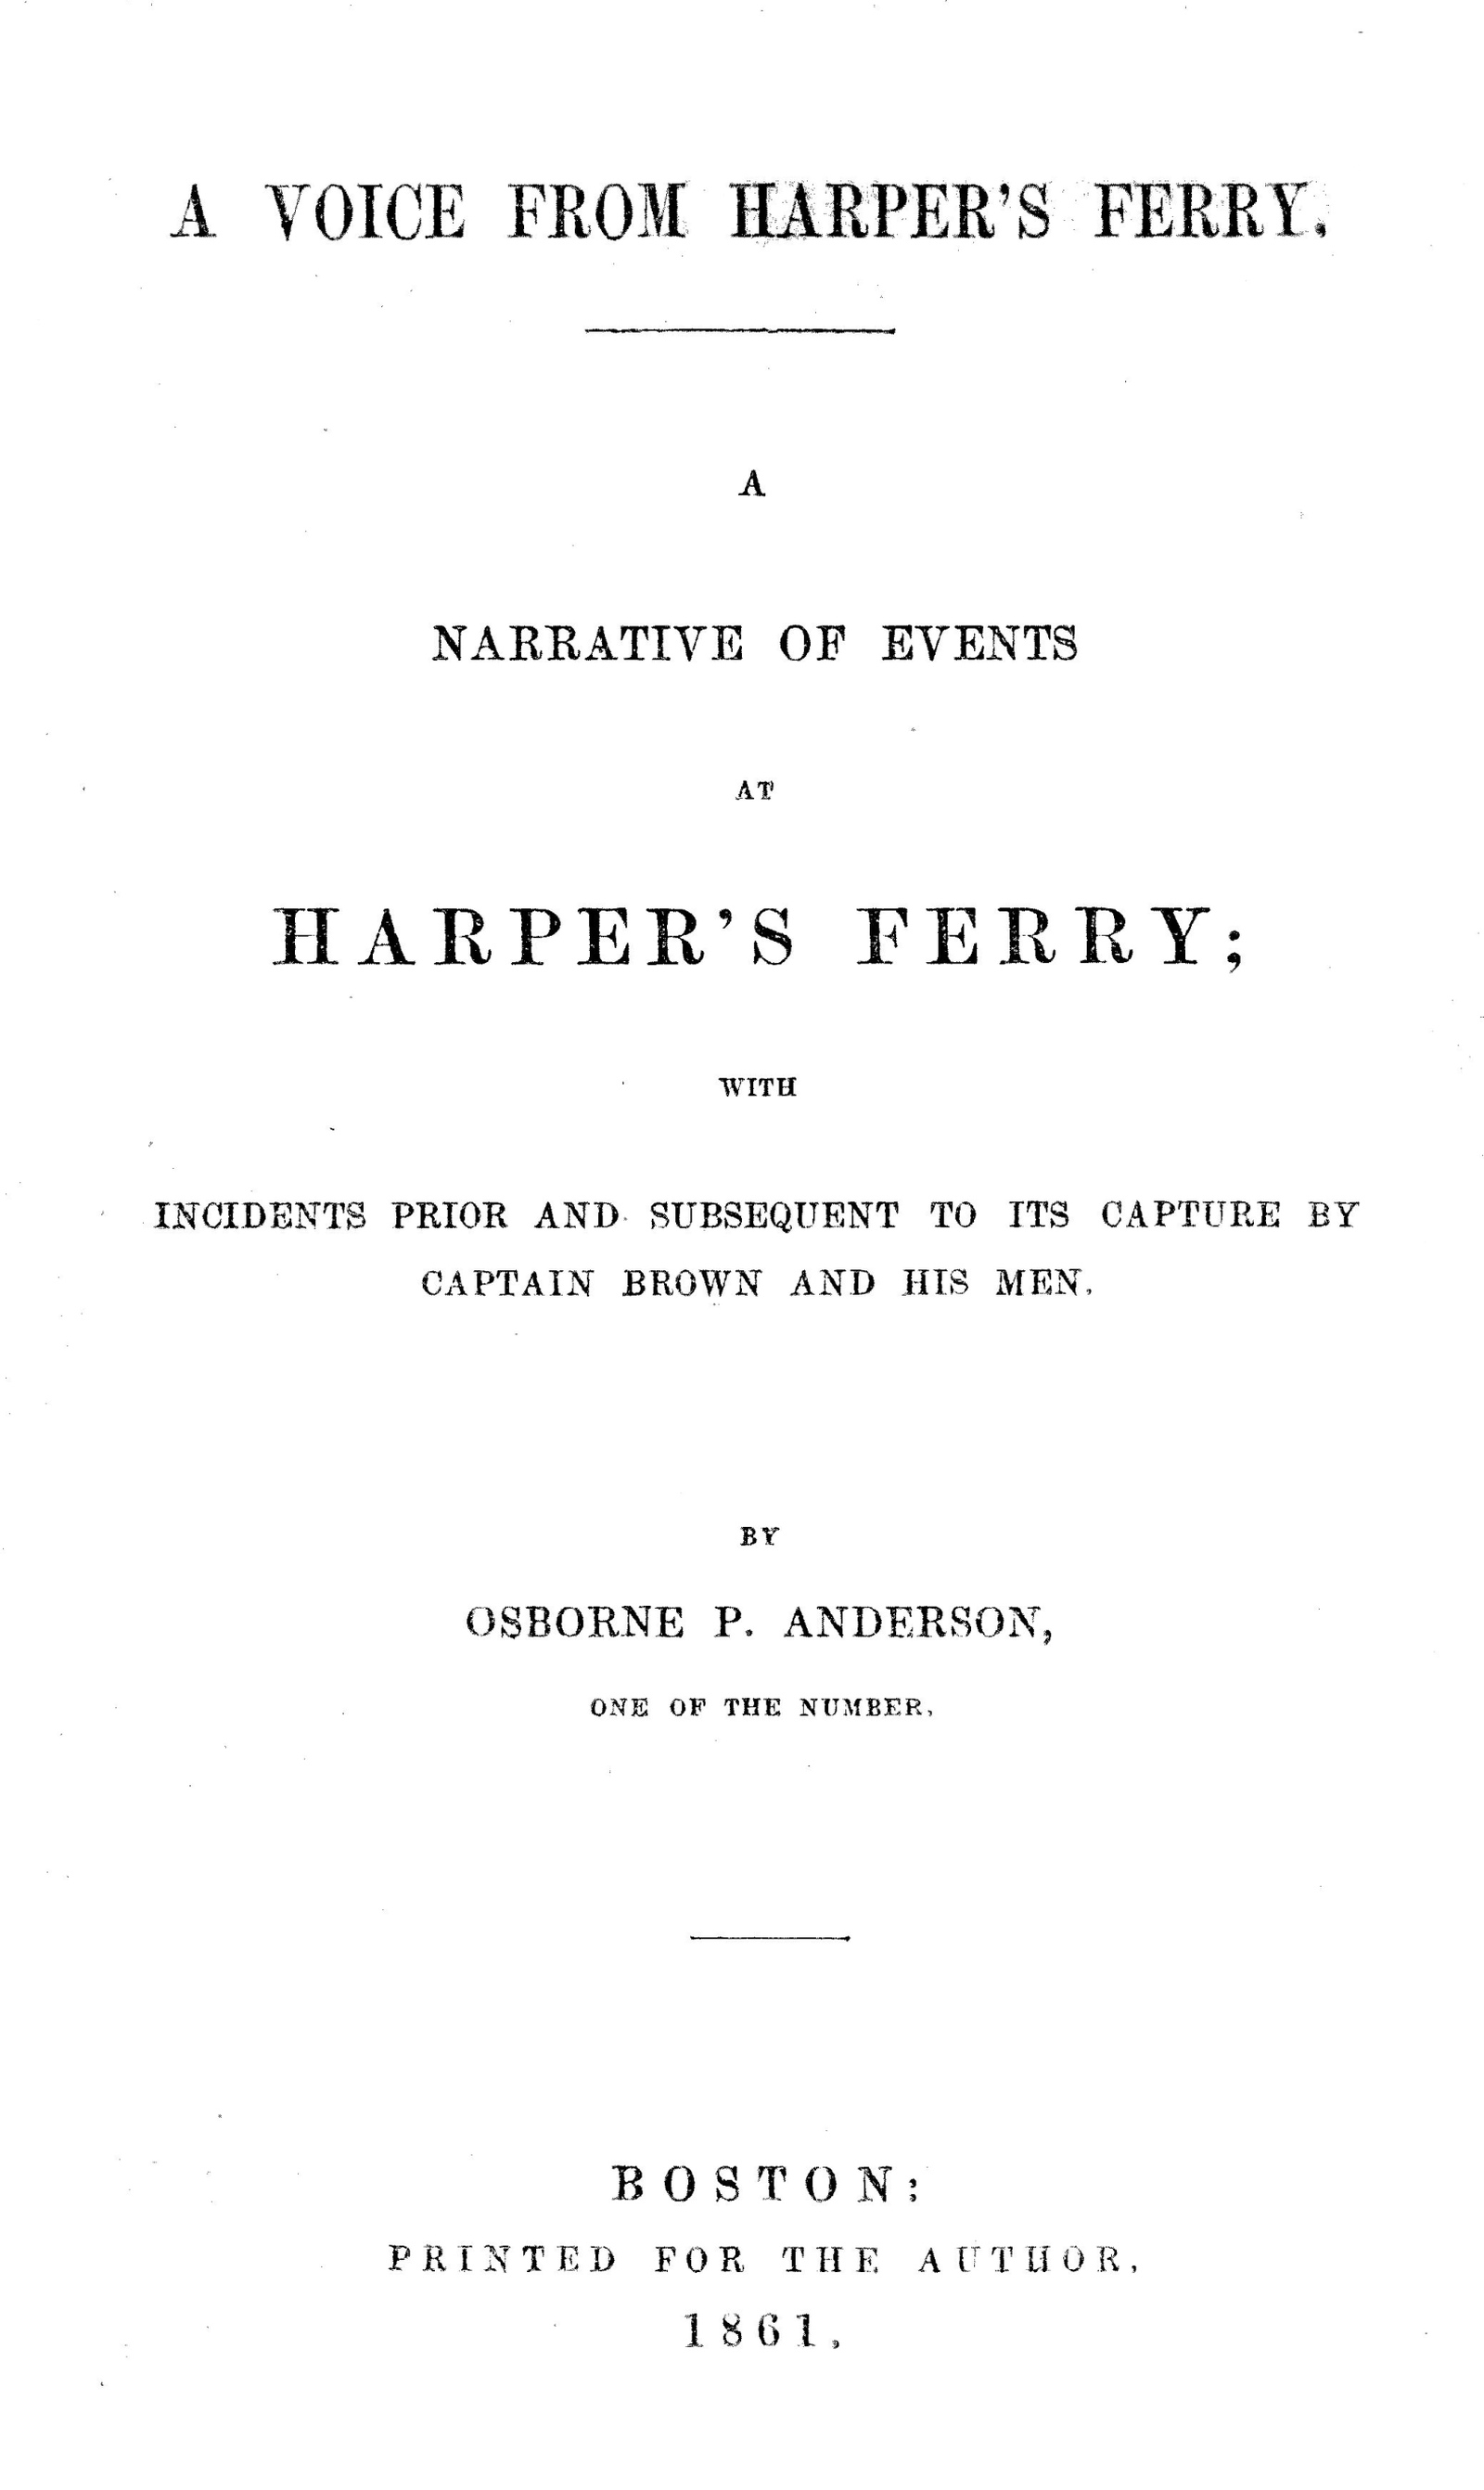 A VOICE FROM HARPER'S FERRY.
A
NARRATIVE OF EVENTS
AT
HARPER'S FERRY;
WITH
INCIDENTS PRIOR AND SUBSEQUENT TO ITS CAPTURE BY
CAPTAIN BROWN AND HIS MEN.
BY
OSBORNE P. ANDERSON,
ONE OF THE NUMBER.
BOSTON:
PRINTED FOR THE AUTHOR.
1861.